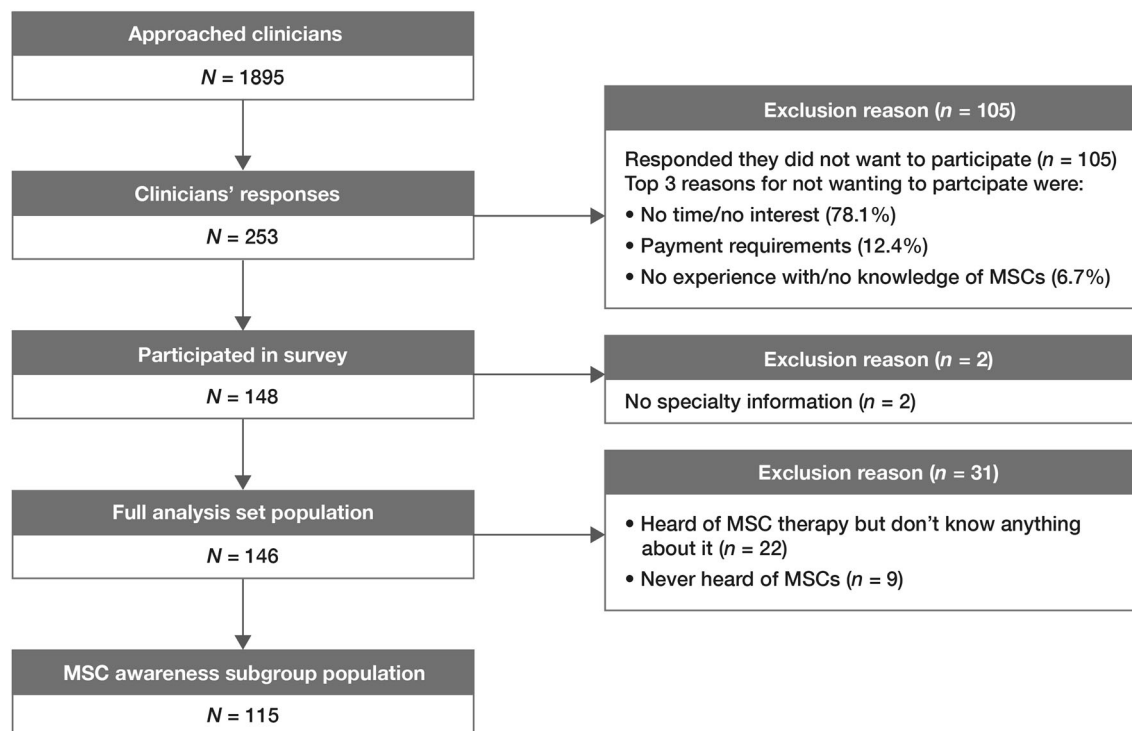 Approached clinicians
N = 1895
Exclusion reason (n = 105)
Responded they did not want to participate (n = 105)
Top 3 reasons for not wanting to partcipate were:
• No time/no interest (78.1%)
• Payment requirements (12.4%)
• No experience with/no knowledge of MSCs (6.7%)
Clinicians’ responses
N = 253
Participated in survey
N = 148
Exclusion reason (n = 2)
No specialty information (n = 2)
Full analysis set population
N = 146
Exclusion reason (n = 31)
• Heard of MSC therapy but don’t know anything
about it (n = 22)
• Never heard of MSCs (n = 9)
MSC awareness subgroup population
N = 115